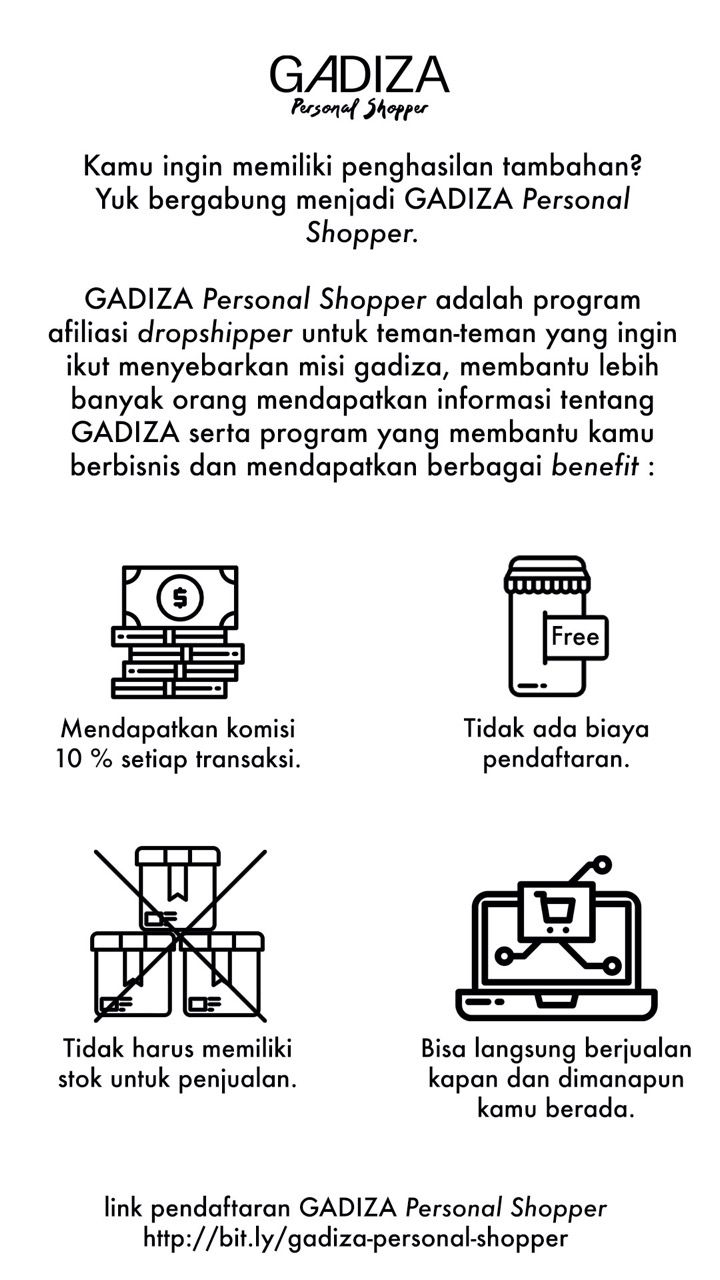 GADIZA
Personal Shopper
Kamu ingin memiliki penghasilan tambahan?
Yuk bergabung menjadi GADIZA Personal
Shopper.
GADIZA Personal Shopper adalah program
afiliasi dropshipper untuk teman-teman yang ingin
ikut menyebarkan misi gadiza, membantu lebih
banyak orang mendapatkan informasi tentang
GADIZA serta program yang membantu kamu
berbisnis dan mendapatkan berbagai benefit :
$
Mendapatkan komisi
10 % setiap transaksi.
Free
Tidak ada biaya
pendaftaran.
Tidak harus memiliki
stok untuk penjualan.
Bisa langsung berjualan
kapan dan dimanapun
kamu berada.
link pendaftaran GADIZA Personal Shopper
http://bit.ly/gadiza-personal-shopper